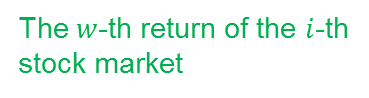 The w-th return of the i-th
stock market